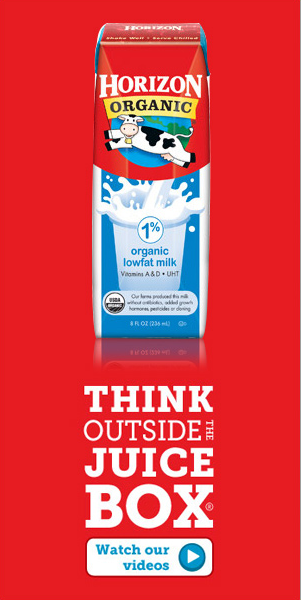 Shake Well • Serve Chilled
HORIZON
ORGANIC
1%
organic
lowfat milk
Vitamins A & D • UHT
USDA
ORGANIC
Our farms produced this milk
without antibiotics, added growth
hormones, pesticides or cloning
8 FL OZ (236 mL)
THINK
OUTSIDE THE
JUICE
BOX®
Watch our
videos